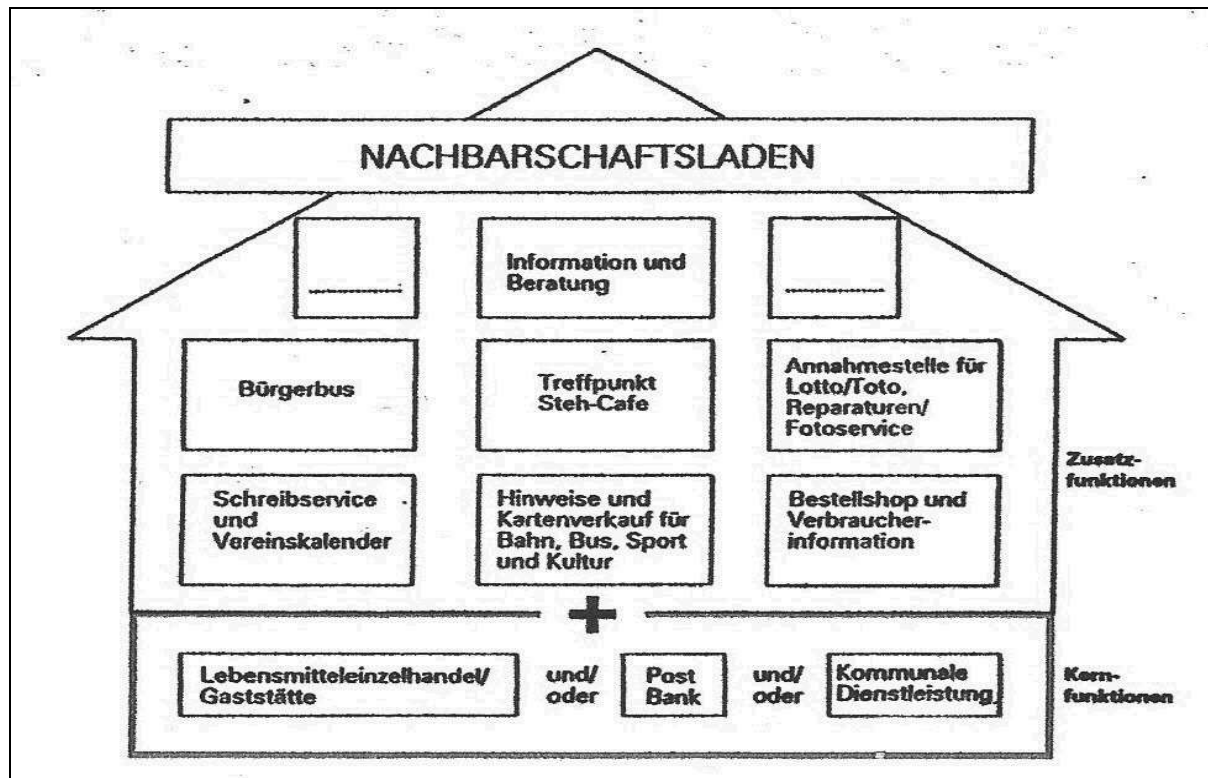 NACHBARSCHAFTSLADEN
Information und
Beratung
Bürgerbus
Treffpunkt
Steh-Cafe
Annahmestelle für
Lotto/Toto,
Reparaturen/
Fotoservice
Zusatz-
funktionen
Schreibservice
und
Vereinskalender
Hinweise und
Kartenverkauf für
Bahn, Bus, Sport
und Kultur
Bestellshop und
Verbraucher-
information
+
Lebensmitteleinzelhandel/
Gaststätte
und/
oder
Post
Bank
und/
oder
Kommunale
Dienstleistung
Kern-
funktionen